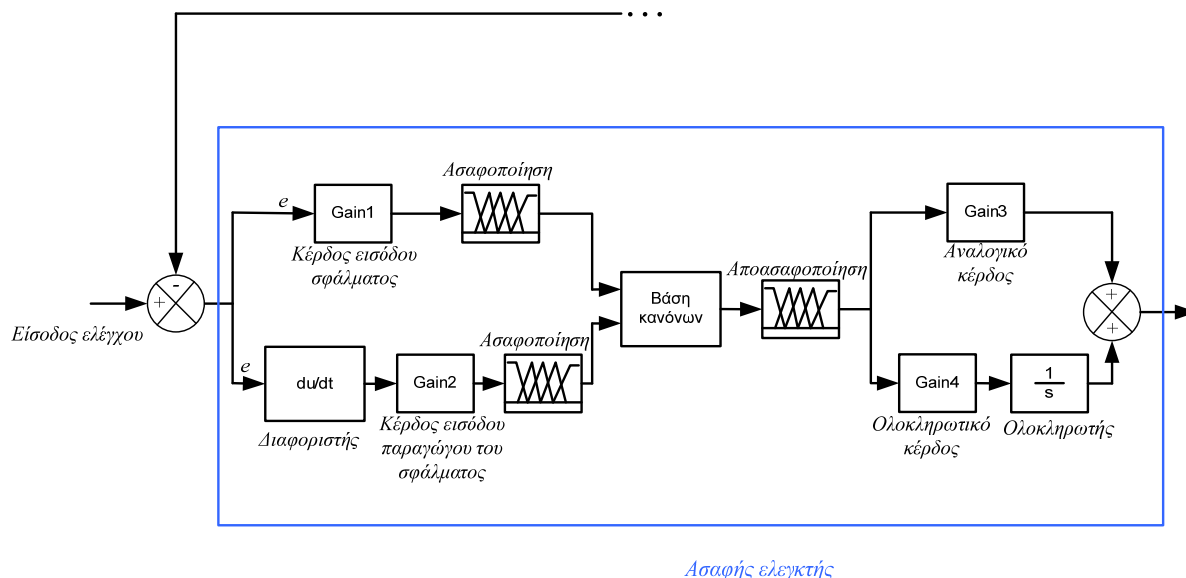 ...
Ασαφοποίηση
e
Gain1
Κέρδος εισόδου
σφάλματος
-
+
Είσοδος ελέγχου
Ασαφοποίηση
e
du/dt
Διαφοριστής
Gain2
Κέρδος εισόδου
παραγώγου του
σφάλματος
Βάση
κανόνων
Αποασαφοποίηση
Gain3
Αναλογικό
κέρδος
+
+
Gain4
Ολοκληρωτικό
κέρδος
1
s
Ολοκληρωτής
Ασαφής ελεγκτής